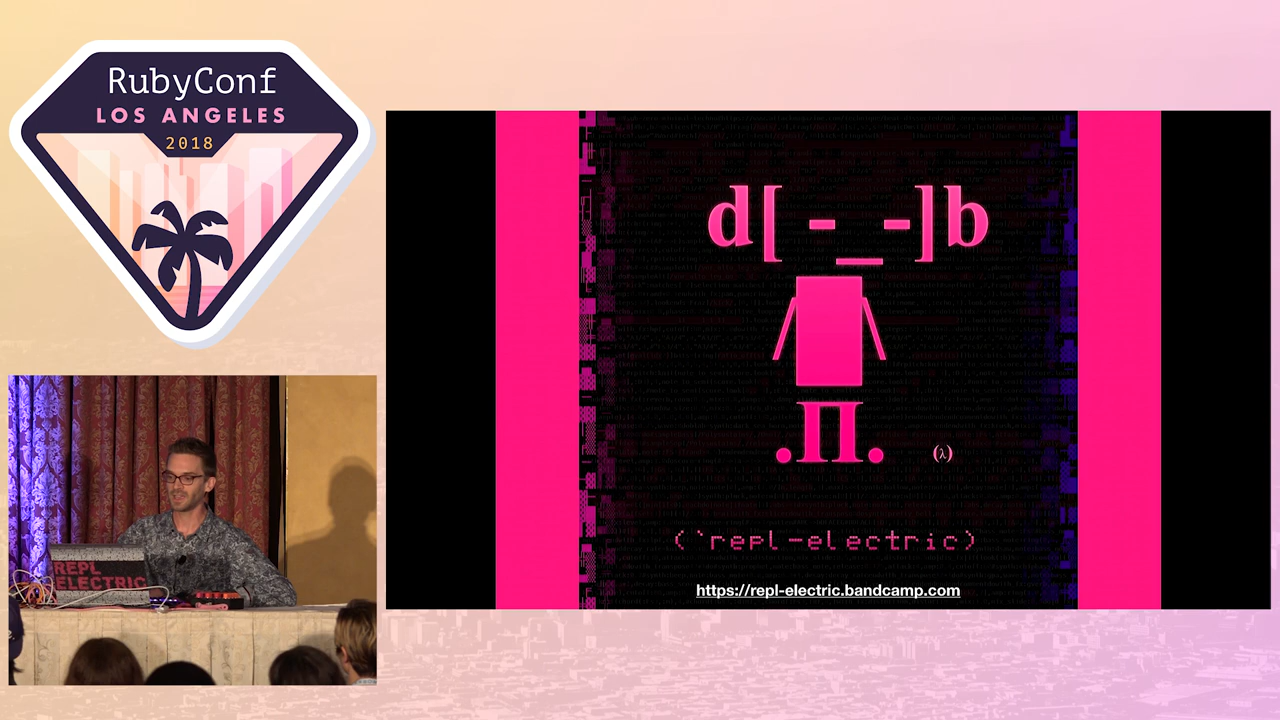 RubyConf
LOS ANGELES
2018
d[-_-]b
.П.
(λ)
(`repl-electric)
https://repl-electric.bandcamp.com
REPL
ELECTRIC